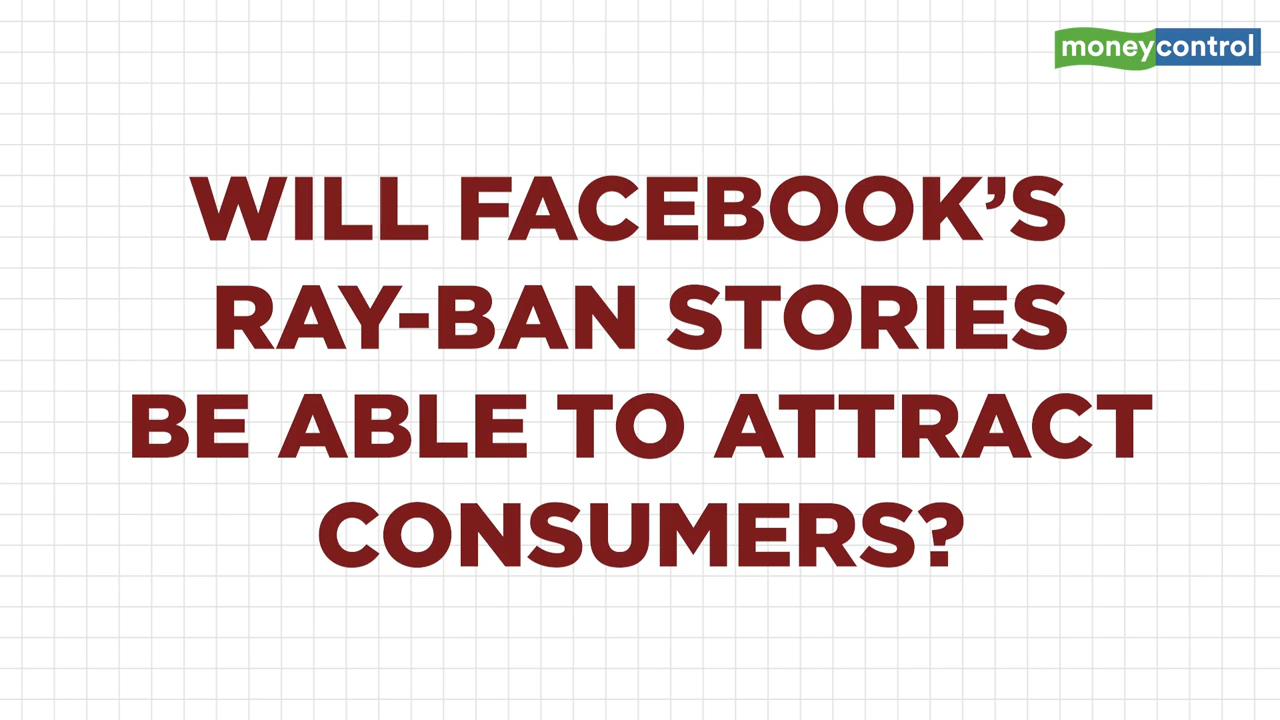 moneycontrol
WILL FACEBOOK’S
RAY-BAN STORIES
BE ABLE TO ATTRACT
CONSUMERS?